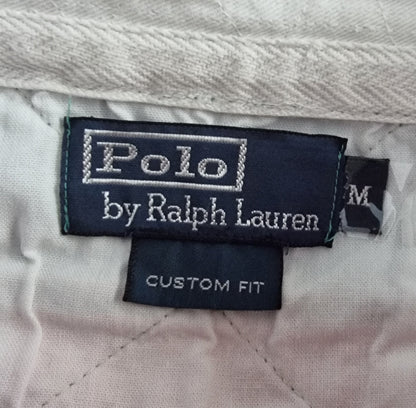 Polo
by Ralph Lauren
M
CUSTOM FIT